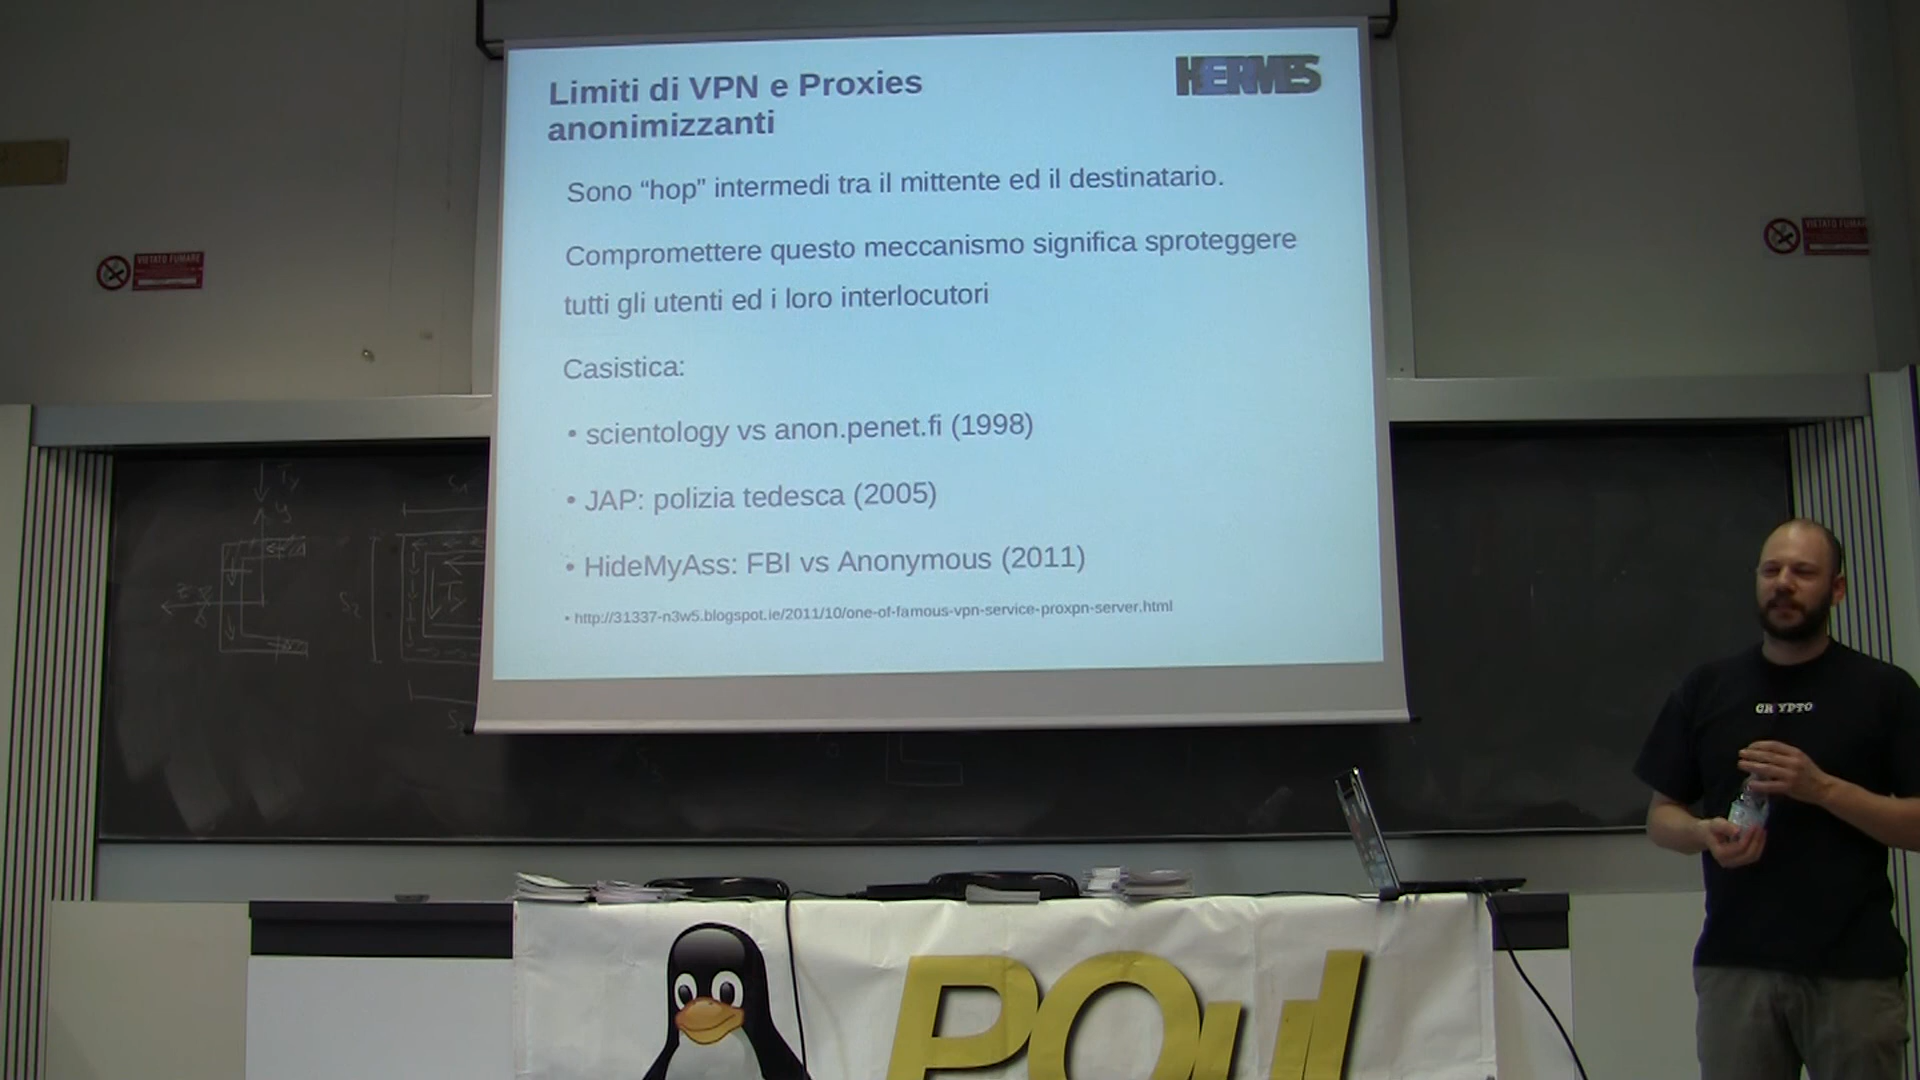 Limiti di VPN e Proxies
anonimizzanti
HERMES
Sono “hop” intermedi tra il mittente ed il destinatario.
Compromettere questo meccanismo significa sproteggere
tutti gli utenti ed i loro interlocutori
Casistica:
• scientology vs anon.penet.fi (1998)
• JAP: polizia tedesca (2005)
• HideMyAss: FBI vs Anonymous (2011)
• http://31337-n3w5.blogspot.ie/2011/10/one-of-famous-vpn-service-proxpn-server.html
VIETATO FUMARE
VIETATO FUMARE
CRYPTO
POul